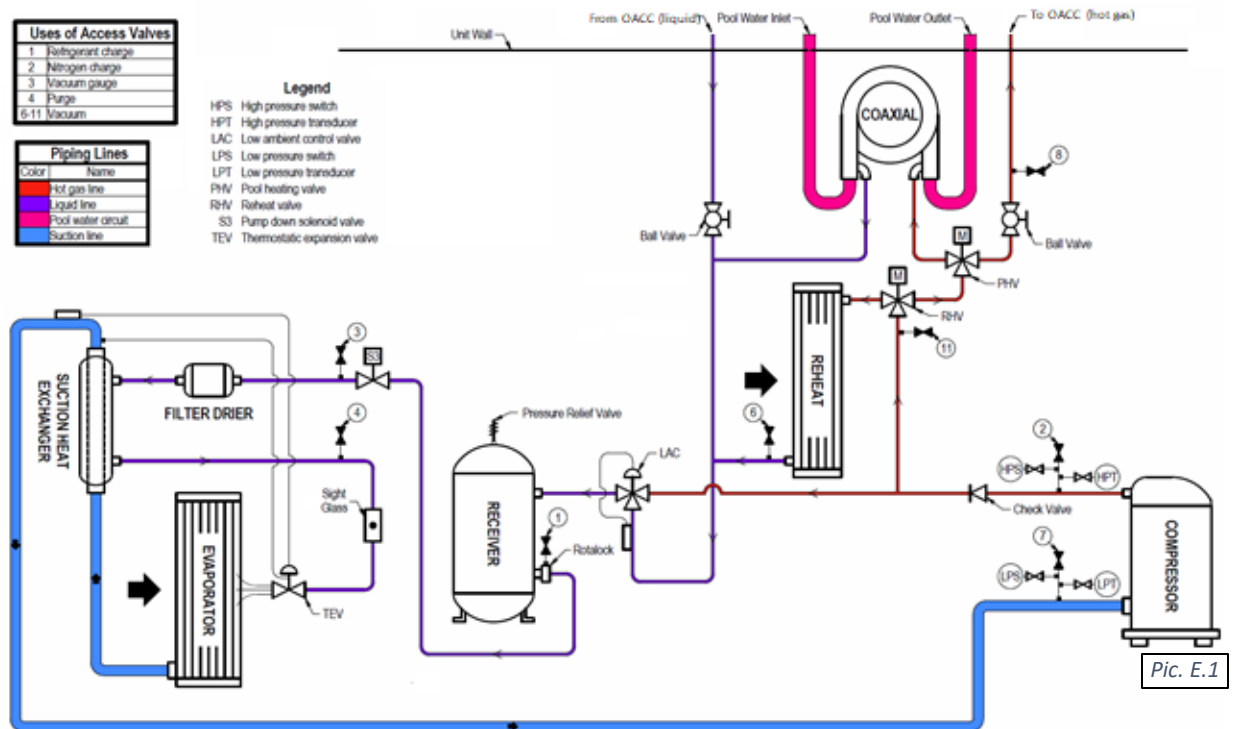 From OACC (liquid)
Pool Water Inlet
Pool Water Outlet
To OACC (hot gas)
Unit Wall
Uses of Access Valves
1 Refrigerant charge
2 Nitrogen charge
3 Vacuum gauge
4 Purge
6-11 Vacuum
Legend
HPS High pressure switch
HPT High pressure transducer
LAC Low ambient control valve
LPS Low pressure switch
LPT Low pressure transducer
PHV Pool heating valve
RHV Reheat valve
S3 Pump down solenoid valve
TEV Thermostatic expansion valve
Piping Lines
Color Name
Hot gas line
Liquid line
Pool water circuit
Suction line
COAXIAL
8
Ball Valve
M
Ball Valve
PHV
M
RHV
11
REHEAT
3
S3
SUCTION HEAT
EXCHANGER
FILTER DRIER
4
Pressure Relief Valve
6
LAC
2
HPS
HPT
Check Valve
Sight
Glass
RECEIVER
1
Rotalock
7
LPS
LPT
COMPRESSOR
EVAPORATOR
TEV
Pic. E.1